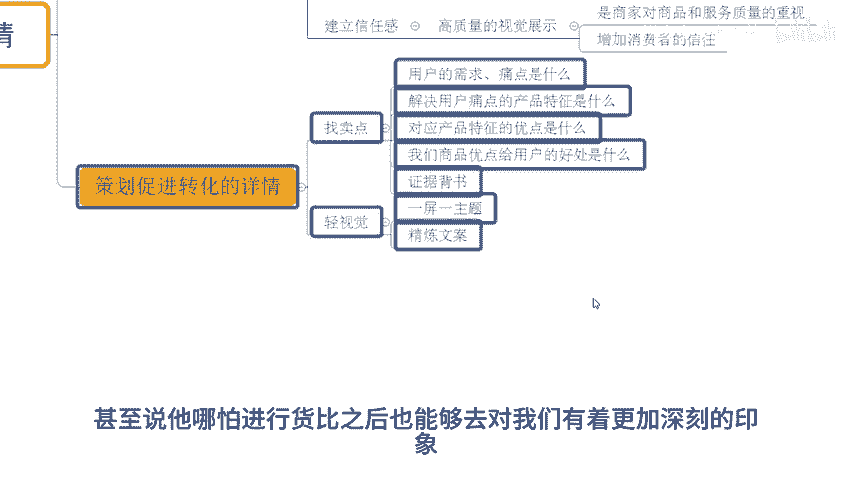 情
建立信任感
高质量的视觉展示
是商家对商品和服务质量的重视
增加消费者的信任
用户的需求、痛点是什么
解决用户痛点的产品特征是什么
找卖点
对应产品特征的优点是什么
我们商品优点给用户的好处是什么
策划促进转化的详情
证据背书
一屏一主题
轻视觉
精炼文案
甚至说他哪怕进行货比之后也能够去对我们有着更加深刻的印
象